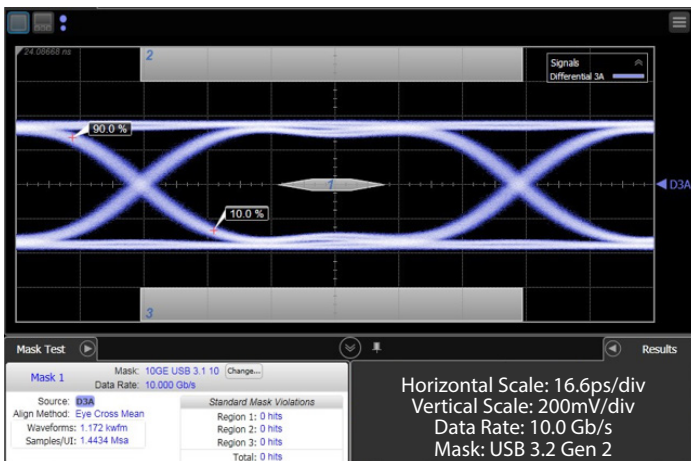 24.08668 ns
2
Signals
Differential 3A
90.0 %
1
D3A
10.0 %
3
Mask Test
Results
Mask 1
Mask: 10GE USB 3.1 10 Change...
Data Rate: 10.000 Gb/s
Source: D3A
Align Method: Eye Cross Mean
Waveforms: 1.172 kwfm
Samples/UI: 1.4434 Msa
Standard Mask Violations
Region 1: 0 hits
Region 2: 0 hits
Region 3: 0 hits
Total: 0 hits
Horizontal Scale: 16.6ps/div
Vertical Scale: 200mV/div
Data Rate: 10.0 Gb/s
Mask: USB 3.2 Gen 2